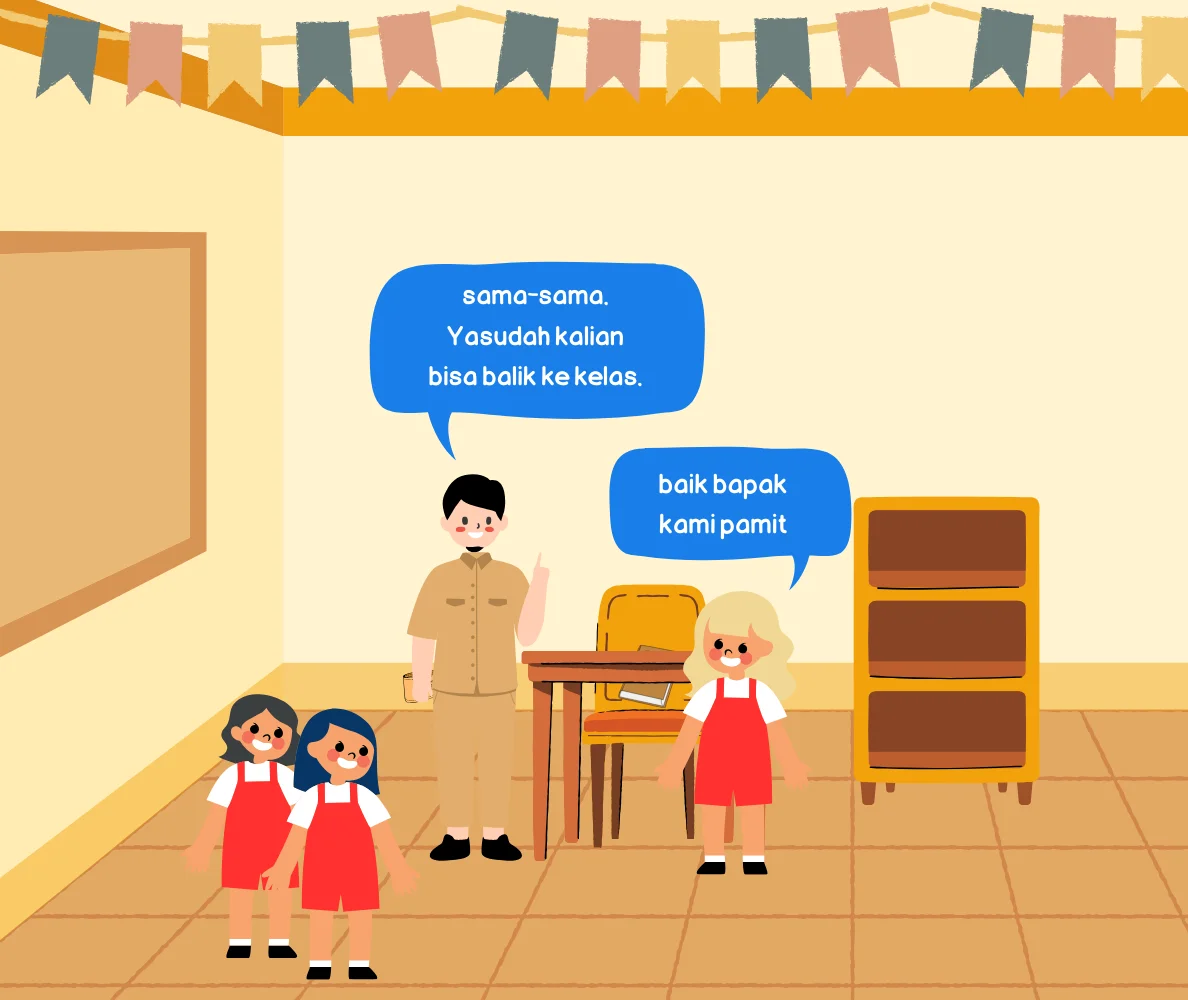 sama-sama.
Yasudah kalian
bisa balik ke kelas.
baik bapak
kami pamit